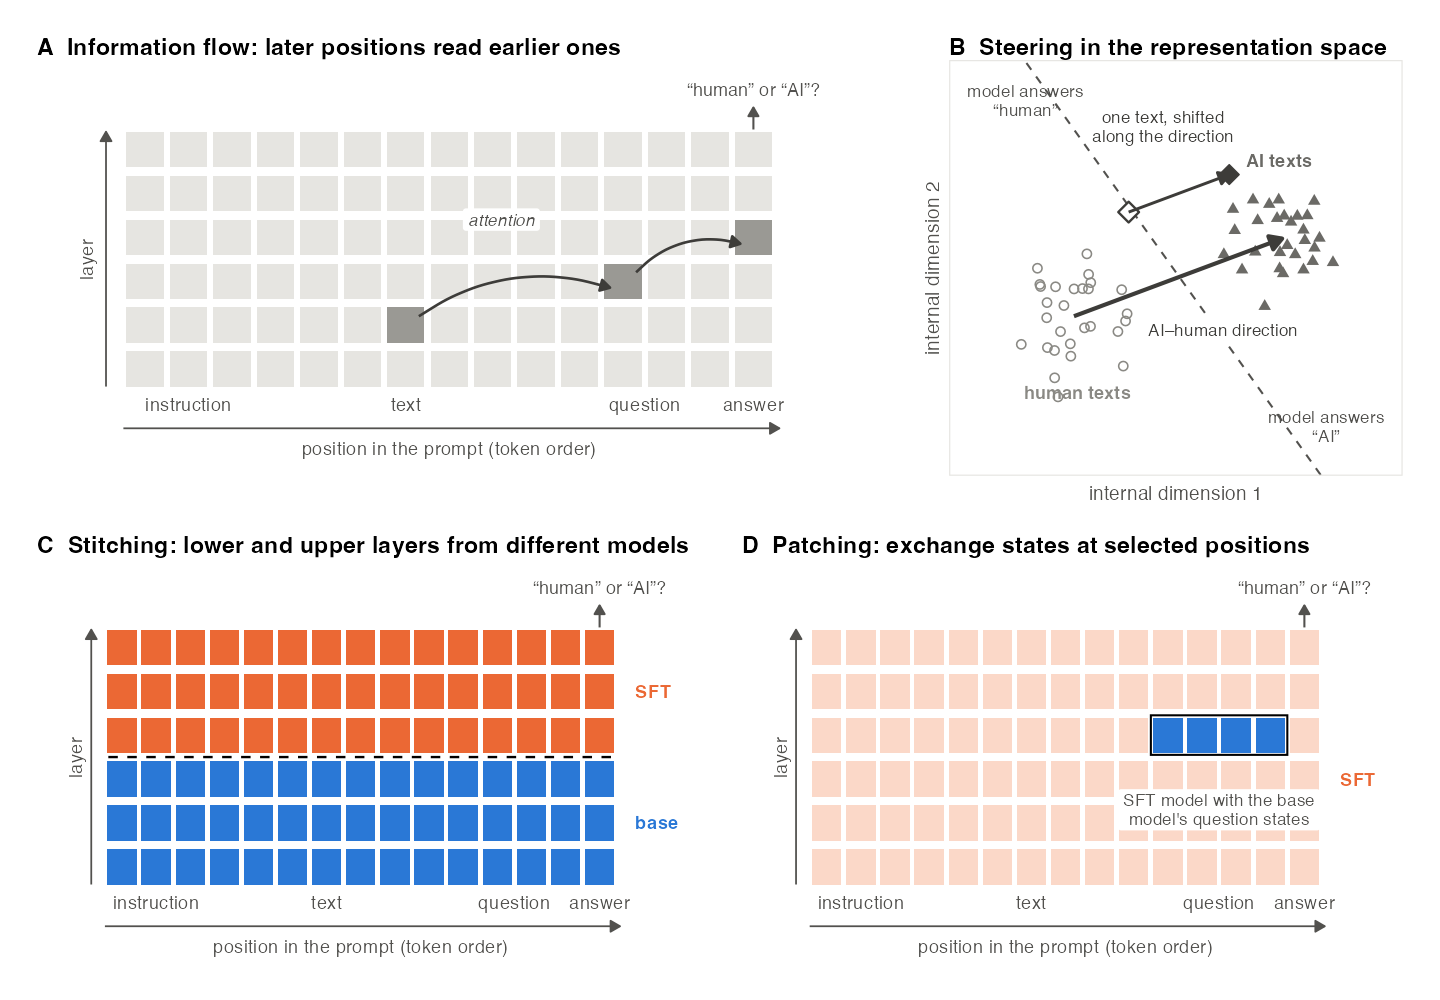 A Information flow: later positions read earlier ones
“human” or “AI”?
attention
layer
instruction text question answer
position in the prompt (token order)
B Steering in the representation space
model answers
“human”
one text, shifted
along the direction
AI texts
AI–human direction
human texts
model answers
“AI”
internal dimension 2
internal dimension 1
C Stitching: lower and upper layers from different models
“human” or “AI”?
SFT
layer
base
instruction text question answer
position in the prompt (token order)
D Patching: exchange states at selected positions
“human” or “AI”?
layer
SFT
SFT model with the base
model's question states
instruction text question answer
position in the prompt (token order)